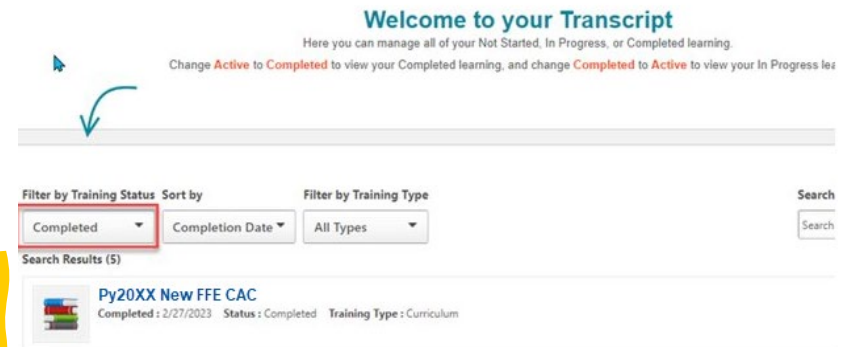 Welcome to your Transcript
Here you can manage all of your Not Started, In Progress, or Completed learning.
Change Active to Completed to view your Completed learning, and change Completed to Active to view your In Progress lea
Filter by Training Status Sort by Filter by Training Type Search
Completed Completion Date All Types Search
Search Results (5)
Py20XX New FFE CAC
Completed : 2/27/2023 Status : Completed Training Type : Curriculum